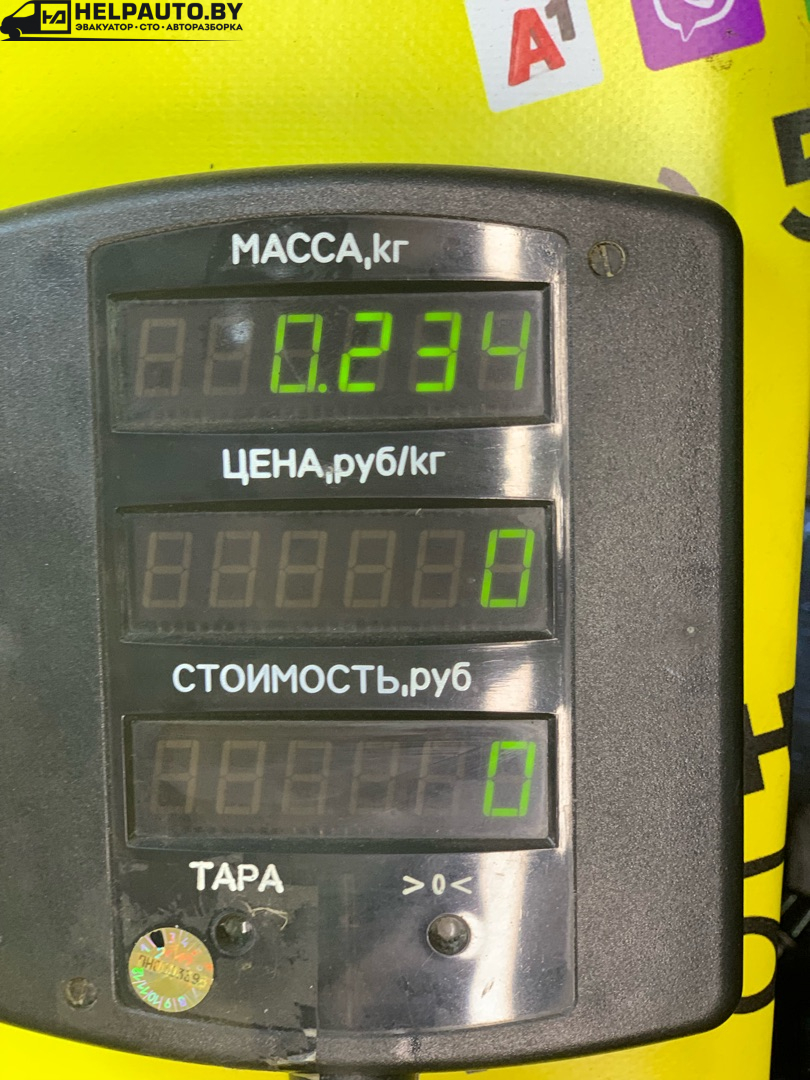 HELPAUTO.BY
ЭВАКУАТОР • СТО • АВТОРАЗБОРКА
A1
МАССА,кг
0.234
ЦЕНА,руб/кг
0
СТОИМОСТЬ,руб
0
ТАРА
>0<